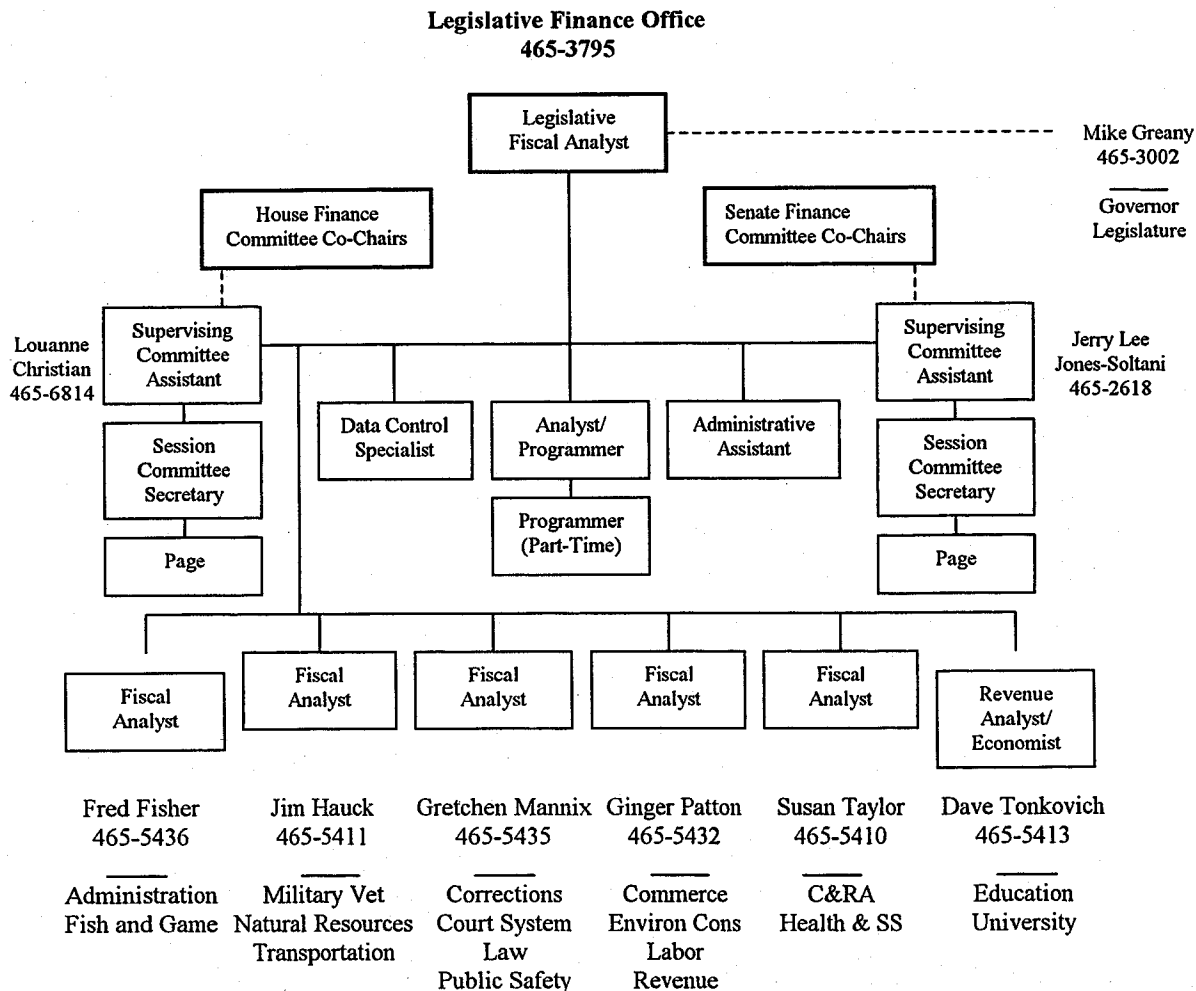 Legislative Finance Office
465-3795
Legislative
Fiscal Analyst
Mike Greany
465-3002
Governor
Legislature
House Finance
Committee Co-Chairs
Senate Finance
Committee Co-Chairs
Louanne
Christian
465-6814
Supervising
Committee
Assistant
Supervising
Committee
Assistant
Jerry Lee
Jones-Soltani
465-2618
Session
Committee
Secretary
Data Control
Specialist
Analyst/
Programmer
Administrative
Assistant
Session
Committee
Secretary
Page
Programmer
(Part-Time)
Page
Fiscal
Analyst
Fiscal
Analyst
Fiscal
Analyst
Fiscal
Analyst
Fiscal
Analyst
Revenue
Analyst/
Economist
Fred Fisher
465-5436
Administration
Fish and Game
Jim Hauck
465-5411
Military Vet
Natural Resources
Transportation
Gretchen Mannix
465-5435
Corrections
Court System
Law
Public Safety
Ginger Patton
465-5432
Commerce
Environ Cons
Labor
Revenue
Susan Taylor
465-5410
C&RA
Health & SS
Dave Tonkovich
465-5413
Education
University